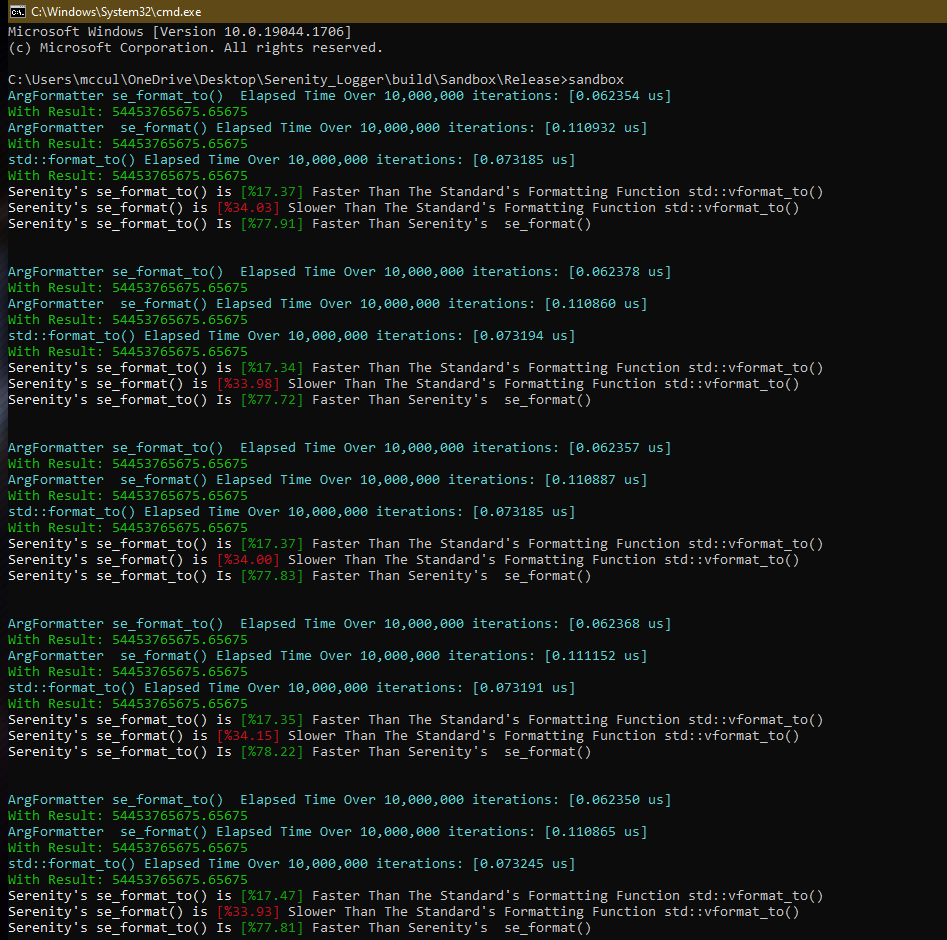 C:\Windows\System32\cmd.exe
Microsoft Windows [Version 10.0.19044.1706]
(c) Microsoft Corporation. All rights reserved.
C:\Users\mccul\OneDrive\Desktop\Serenity_Logger\build\Sandbox\Release>sandbox
ArgFormatter se_format_to()  Elapsed Time Over 10,000,000 iterations: [0.062354 us]
With Result: 54453765675.65675
ArgFormatter  se_format() Elapsed Time Over 10,000,000 iterations: [0.110932 us]
With Result: 54453765675.65675
std::format_to() Elapsed Time Over 10,000,000 iterations: [0.073185 us]
With Result: 54453765675.65675
Serenity's se_format_to() is [%17.37] Faster Than The Standard's Formatting Function std::vformat_to()
Serenity's se_format() is [%34.03] Slower Than The Standard's Formatting Function std::vformat_to()
Serenity's se_format_to() Is [%77.91] Faster Than Serenity's  se_format()
ArgFormatter se_format_to()  Elapsed Time Over 10,000,000 iterations: [0.062378 us]
With Result: 54453765675.65675
ArgFormatter  se_format() Elapsed Time Over 10,000,000 iterations: [0.110860 us]
With Result: 54453765675.65675
std::format_to() Elapsed Time Over 10,000,000 iterations: [0.073194 us]
With Result: 54453765675.65675
Serenity's se_format_to() is [%17.34] Faster Than The Standard's Formatting Function std::vformat_to()
Serenity's se_format() is [%33.98] Slower Than The Standard's Formatting Function std::vformat_to()
Serenity's se_format_to() Is [%77.72] Faster Than Serenity's  se_format()
ArgFormatter se_format_to()  Elapsed Time Over 10,000,000 iterations: [0.062357 us]
With Result: 54453765675.65675
ArgFormatter  se_format() Elapsed Time Over 10,000,000 iterations: [0.110887 us]
With Result: 54453765675.65675
std::format_to() Elapsed Time Over 10,000,000 iterations: [0.073185 us]
With Result: 54453765675.65675
Serenity's se_format_to() is [%17.37] Faster Than The Standard's Formatting Function std::vformat_to()
Serenity's se_format() is [%34.00] Slower Than The Standard's Formatting Function std::vformat_to()
Serenity's se_format_to() Is [%77.83] Faster Than Serenity's  se_format()
ArgFormatter se_format_to()  Elapsed Time Over 10,000,000 iterations: [0.062368 us]
With Result: 54453765675.65675
ArgFormatter  se_format() Elapsed Time Over 10,000,000 iterations: [0.111152 us]
With Result: 54453765675.65675
std::format_to() Elapsed Time Over 10,000,000 iterations: [0.073191 us]
With Result: 54453765675.65675
Serenity's se_format_to() is [%17.35] Faster Than The Standard's Formatting Function std::vformat_to()
Serenity's se_format() is [%34.15] Slower Than The Standard's Formatting Function std::vformat_to()
Serenity's se_format_to() Is [%78.22] Faster Than Serenity's  se_format()
ArgFormatter se_format_to()  Elapsed Time Over 10,000,000 iterations: [0.062350 us]
With Result: 54453765675.65675
ArgFormatter  se_format() Elapsed Time Over 10,000,000 iterations: [0.110865 us]
With Result: 54453765675.65675
std::format_to() Elapsed Time Over 10,000,000 iterations: [0.073245 us]
With Result: 54453765675.65675
Serenity's se_format_to() is [%17.47] Faster Than The Standard's Formatting Function std::vformat_to()
Serenity's se_format() is [%33.93] Slower Than The Standard's Formatting Function std::vformat_to()
Serenity's se_format_to() Is [%77.81] Faster Than Serenity's  se_format()